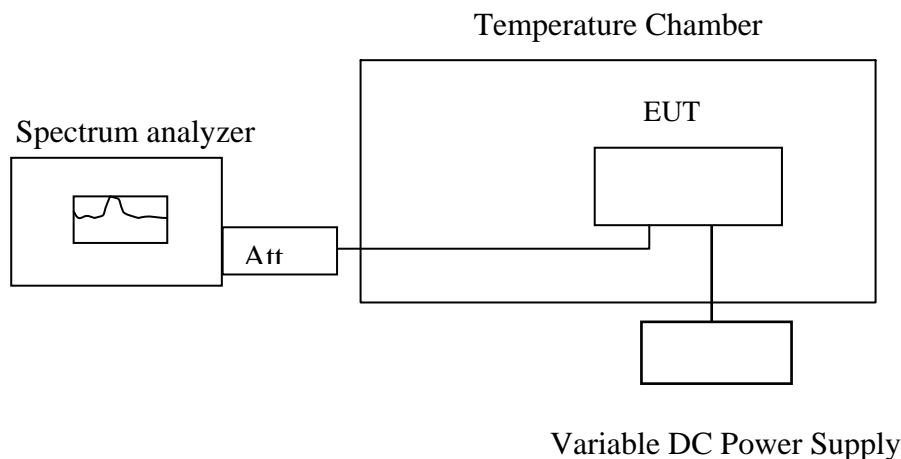 Temperature Chamber
EUT
Spectrum analyzer
Att
Variable DC Power Supply